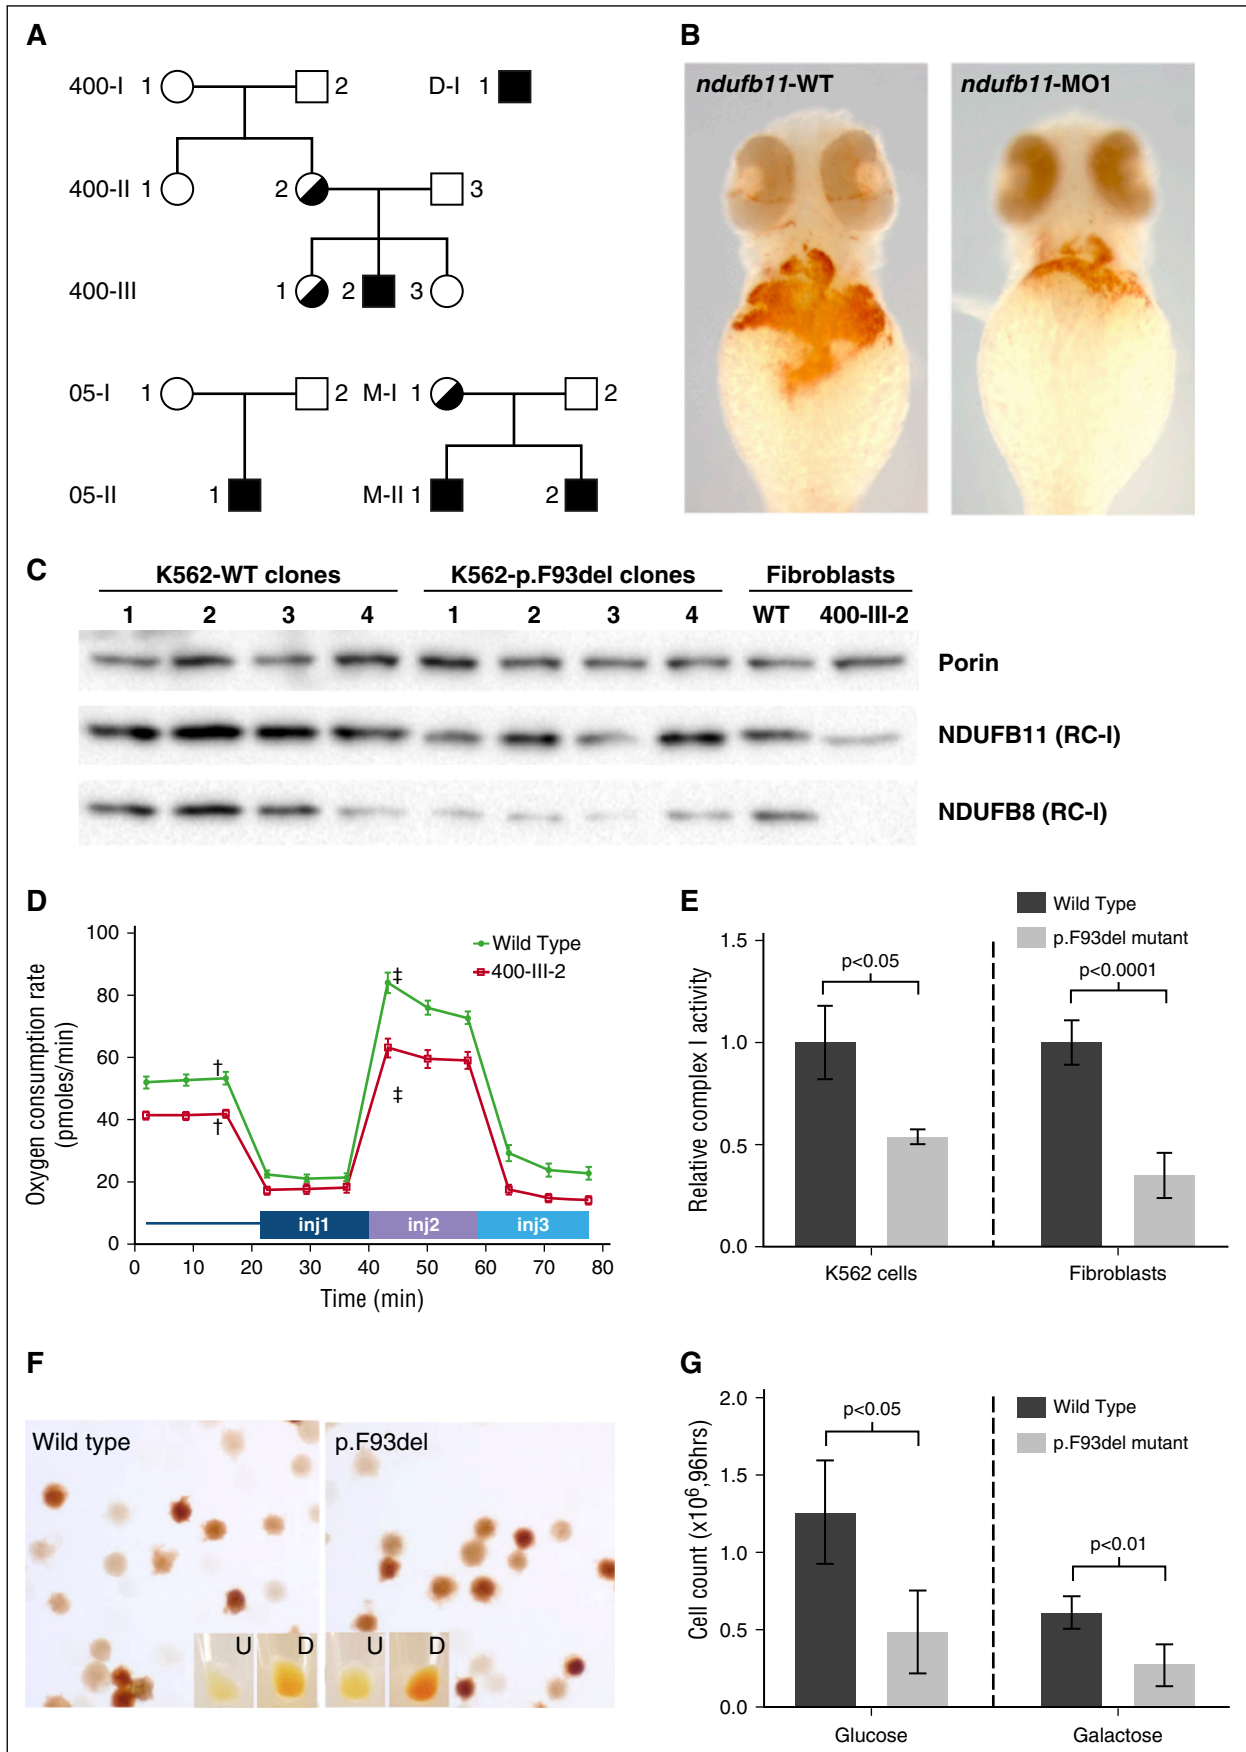 A
400-I 1 2 D-I 1
400-II 1 2 3
400-III 1 2 3
05-I 1 2 M-I 1 2
05-II 1 M-II 1 2
B
ndufb11-WT ndufb11-MO1
C
K562-WT clones K562-p.F93del clones Fibroblasts
1 2 3 4 1 2 3 4 WT 400-III-2
Porin
NDUFB11 (RC-I)
NDUFB8 (RC-I)
D
Oxygen consumption rate
(pmoles/min)
100
80
60
40
20
0
Wild Type
400-III-2
‡
†
‡
†
inj1 inj2 inj3
0 10 20 30 40 50 60 70 80
Time (min)
E
Wild Type
p.F93del mutant
Relative complex I activity
1.5
1.0
0.5
0.0
p<0.05
p<0.0001
K562 cells Fibroblasts
F
Wild type p.F93del
U D U D
G
Cell count (x10⁶,96hrs)
2.0
1.5
1.0
0.5
0.0
Wild Type
p.F93del mutant
p<0.05
p<0.01
Glucose Galactose